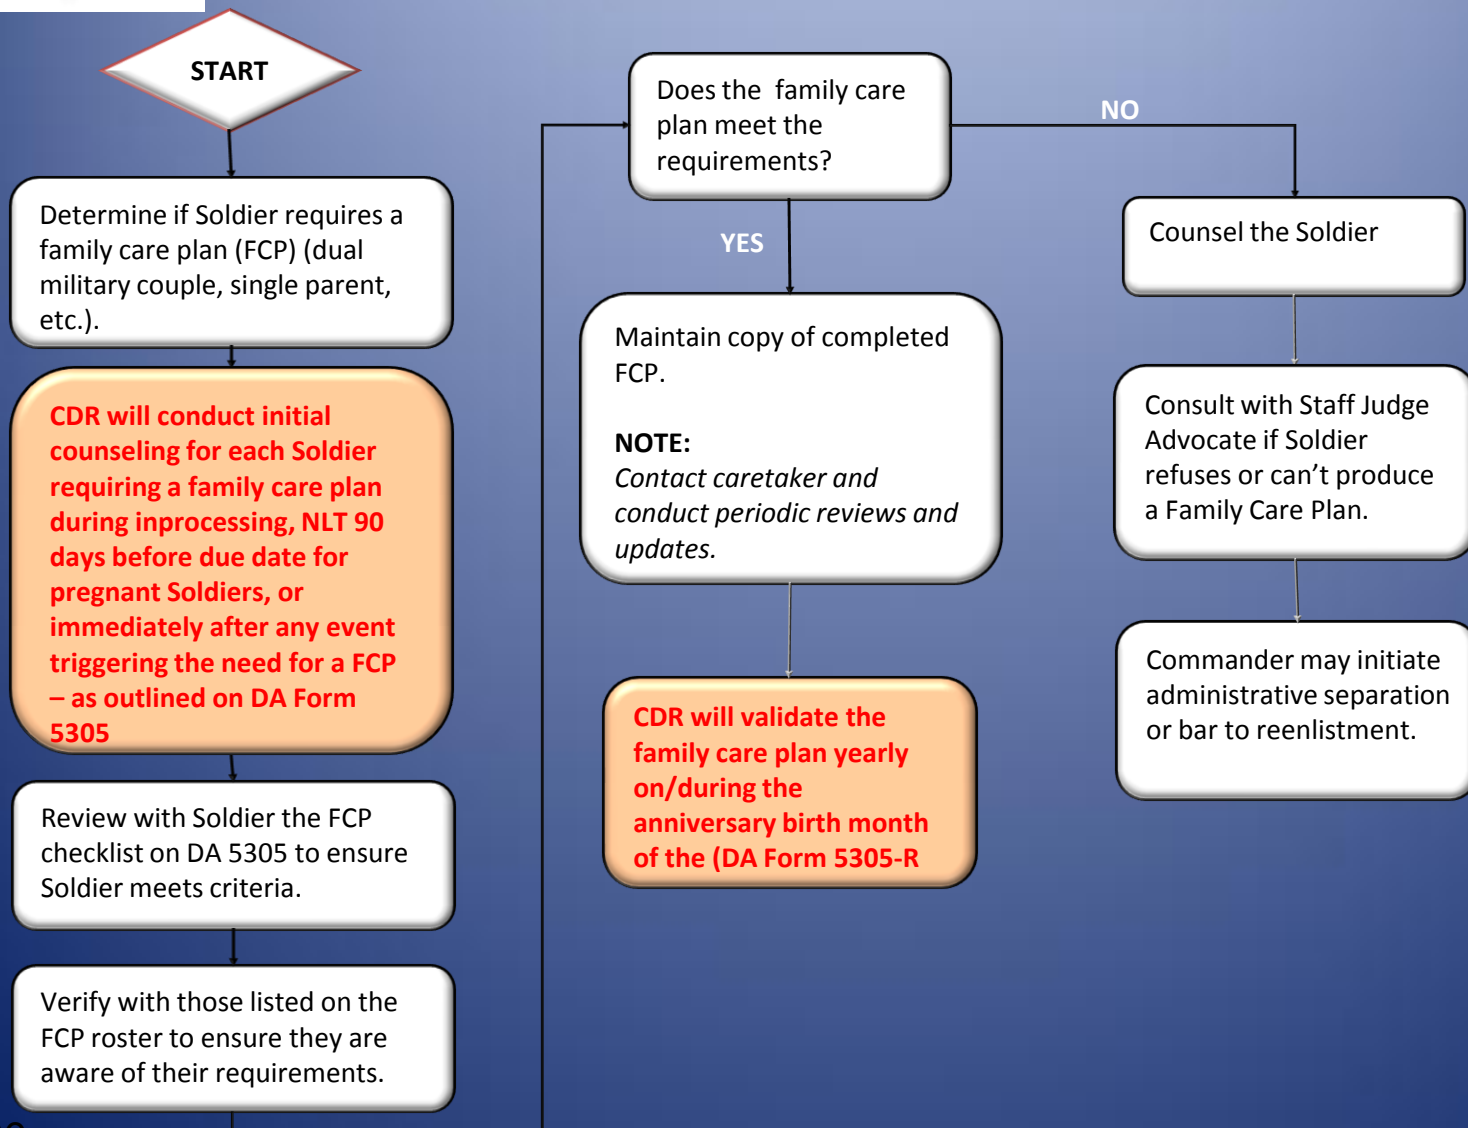 START
Determine if Soldier requires a
family care plan (FCP) (dual
military couple, single parent,
etc.).
CDR will conduct initial
counseling for each Soldier
requiring a family care plan
during inprocessing, NLT 90
days before due date for
pregnant Soldiers, or
immediately after any event
triggering the need for a FCP
– as outlined on DA Form
5305
Review with Soldier the FCP
checklist on DA 5305 to ensure
Soldier meets criteria.
Verify with those listed on the
FCP roster to ensure they are
aware of their requirements.
Does the family care
plan meet the
requirements?
YES
Maintain copy of completed
FCP.
NOTE:
Contact caretaker and
conduct periodic reviews and
updates.
CDR will validate the
family care plan yearly
on/during the
anniversary birth month
of the (DA Form 5305-R
NO
Counsel the Soldier
Consult with Staff Judge
Advocate if Soldier
refuses or can’t produce
a Family Care Plan.
Commander may initiate
administrative separation
or bar to reenlistment.